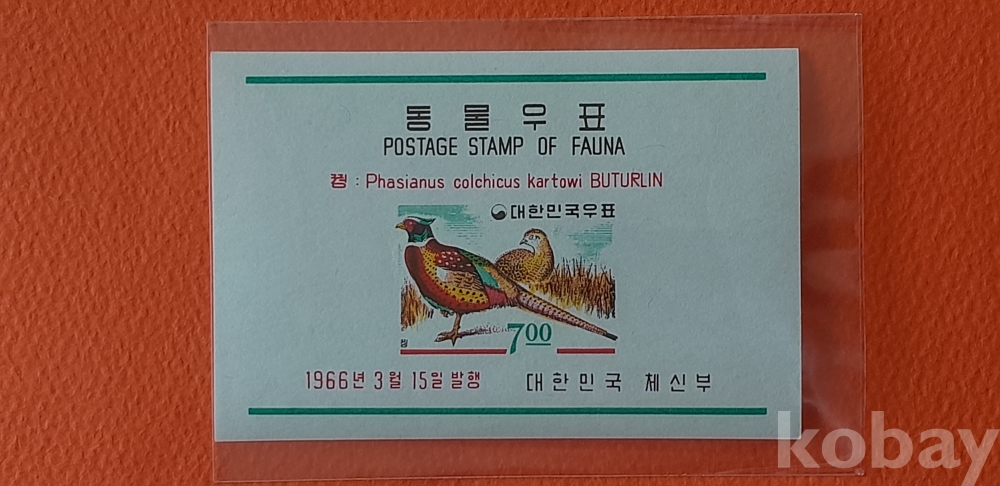 동물우표
POSTAGE STAMP OF FAUNA
꿩 : Phasianus colchicus kartowi BUTURLIN
대한민국우표
꿩
700
1966년 3월 15일 발행 대한민국 체신부
kobay